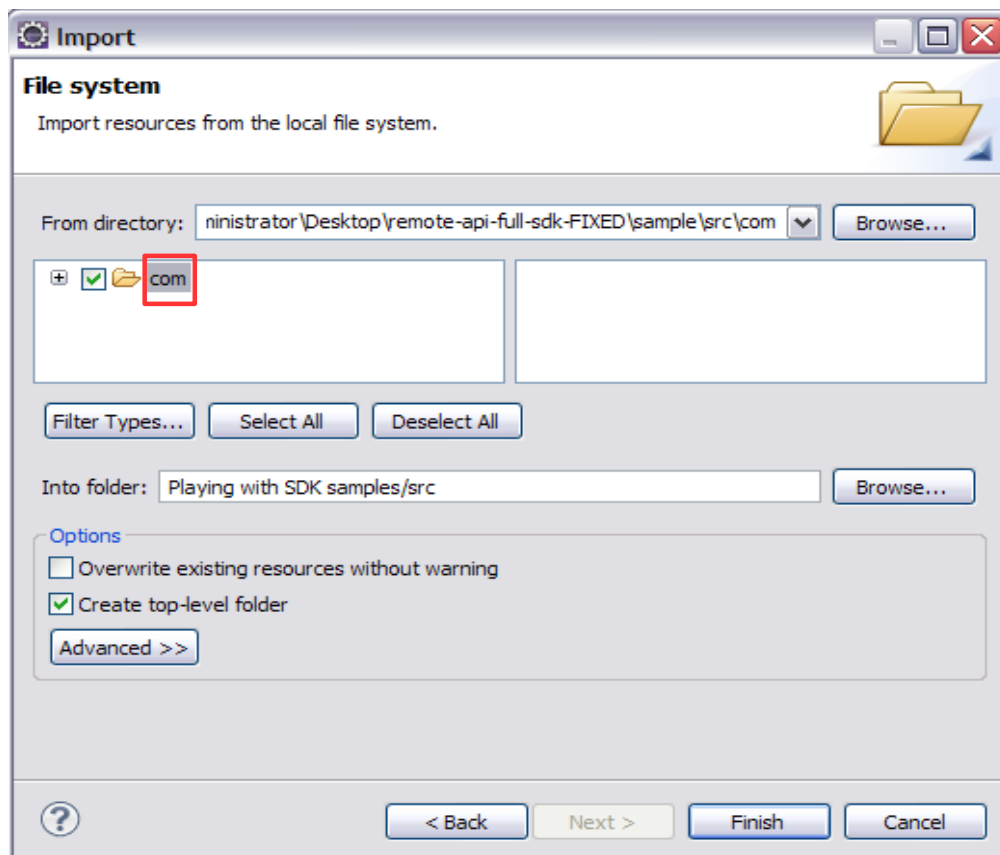 Import
File system
Import resources from the local file system.
From directory: ninistrator\Desktop\remote-api-full-sdk-FIXED\sample\src\com Browse...
com
Filter Types... Select All Deselect All
Into folder: Playing with SDK samples/src Browse...
Options
Overwrite existing resources without warning
Create top-level folder
Advanced >>
? < Back Next > Finish Cancel